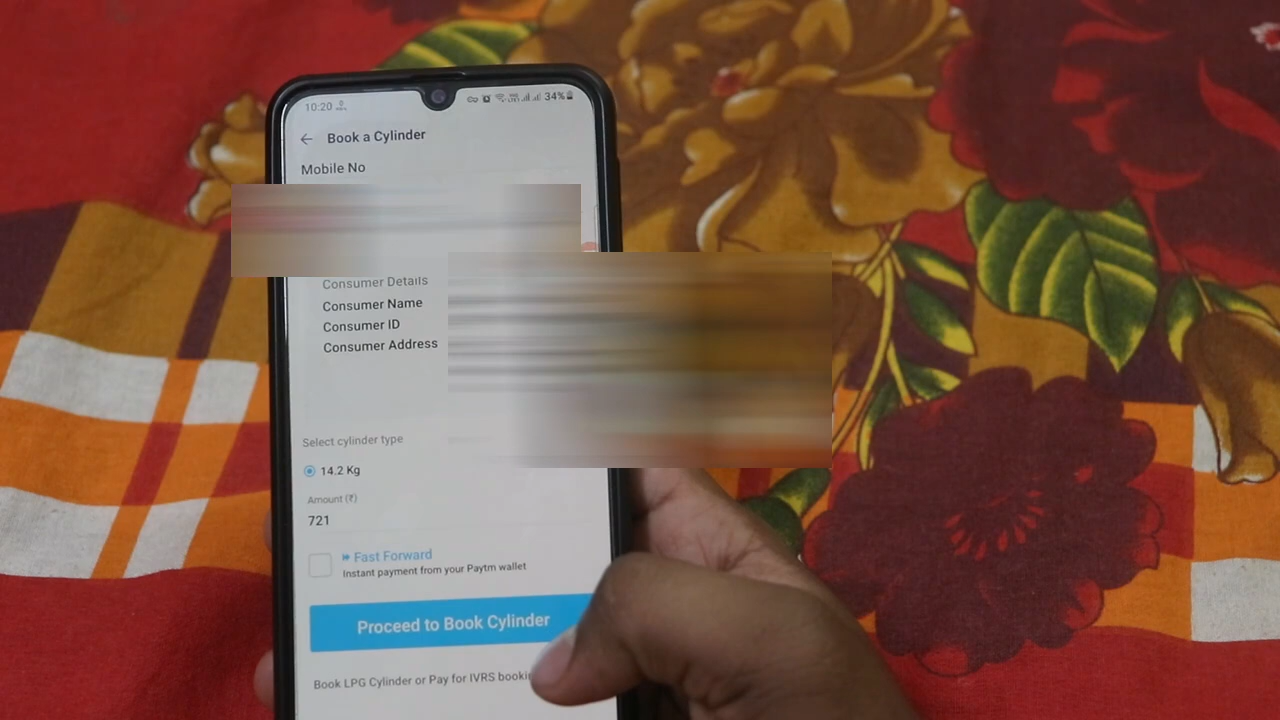 10:20
34%
Book a Cylinder
Mobile No
Consumer Details
Consumer Name
Consumer ID
Consumer Address
Select cylinder type
14.2 Kg
Amount (₹)
721
Fast Forward
Instant payment from your Paytm wallet
Proceed to Book Cylinder
Book LPG Cylinder or Pay for IVRS